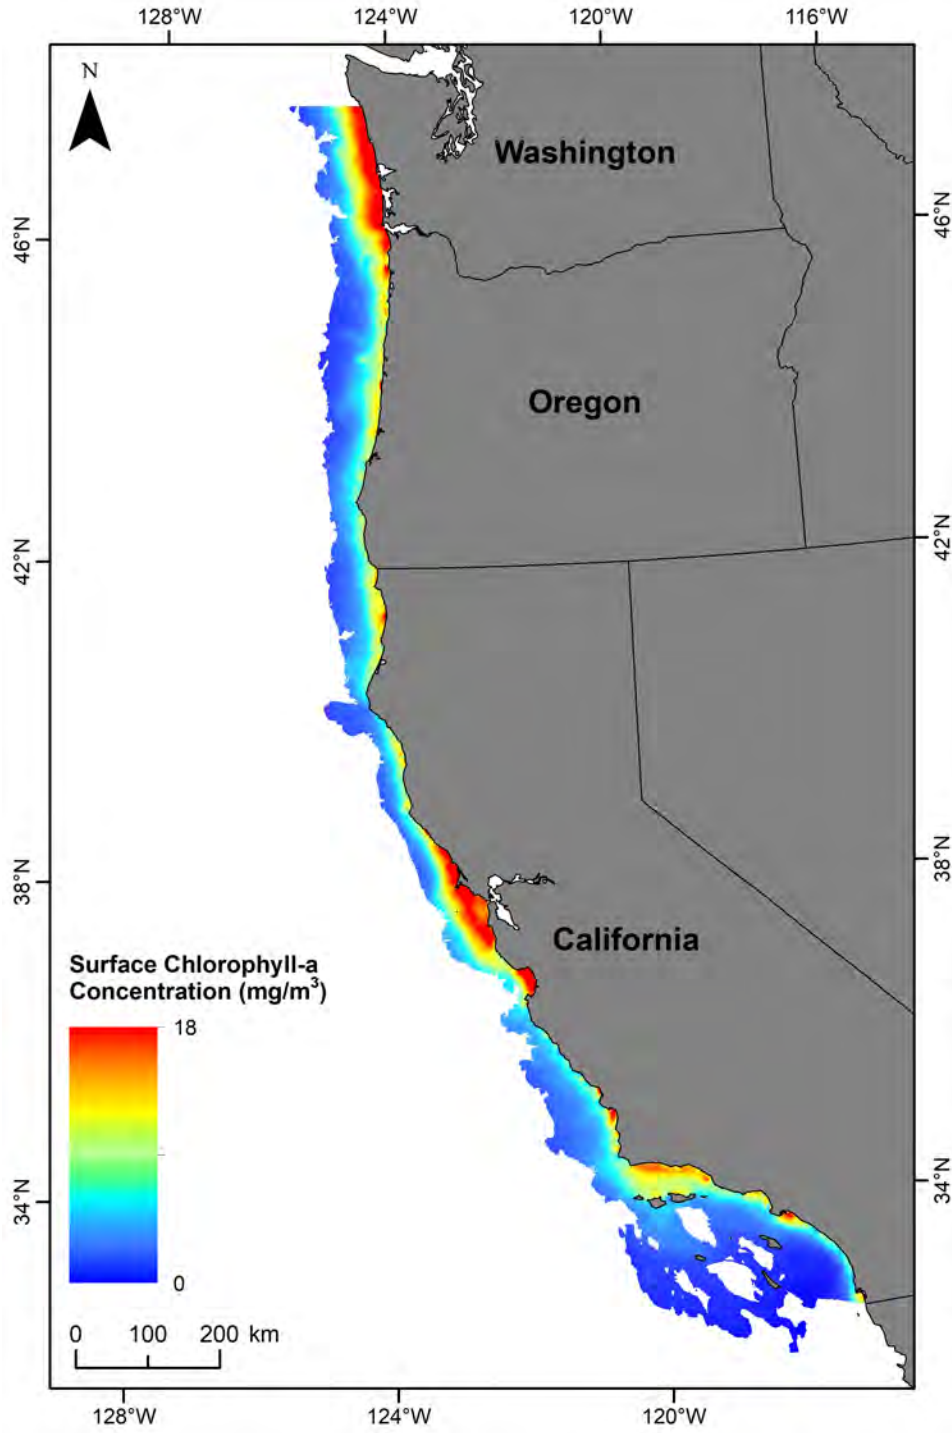 128°W
124°W
120°W
116°W
N
Washington
46°N
46°N
Oregon
42°N
42°N
38°N
38°N
California
Surface Chlorophyll-a
Concentration (mg/m³)
18
0
34°N
34°N
0 100 200 km
128°W
124°W
120°W